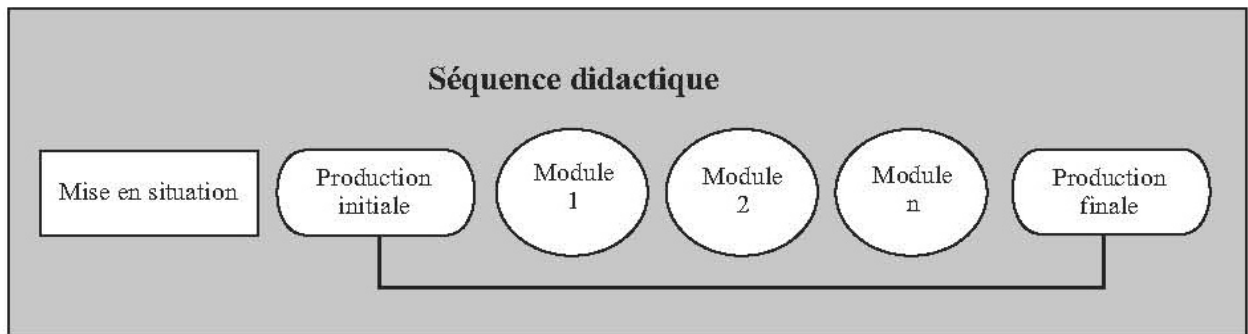 Séquence didactique
Mise en situation
Production
initiale
Module
1
Module
2
Module
n
Production
finale